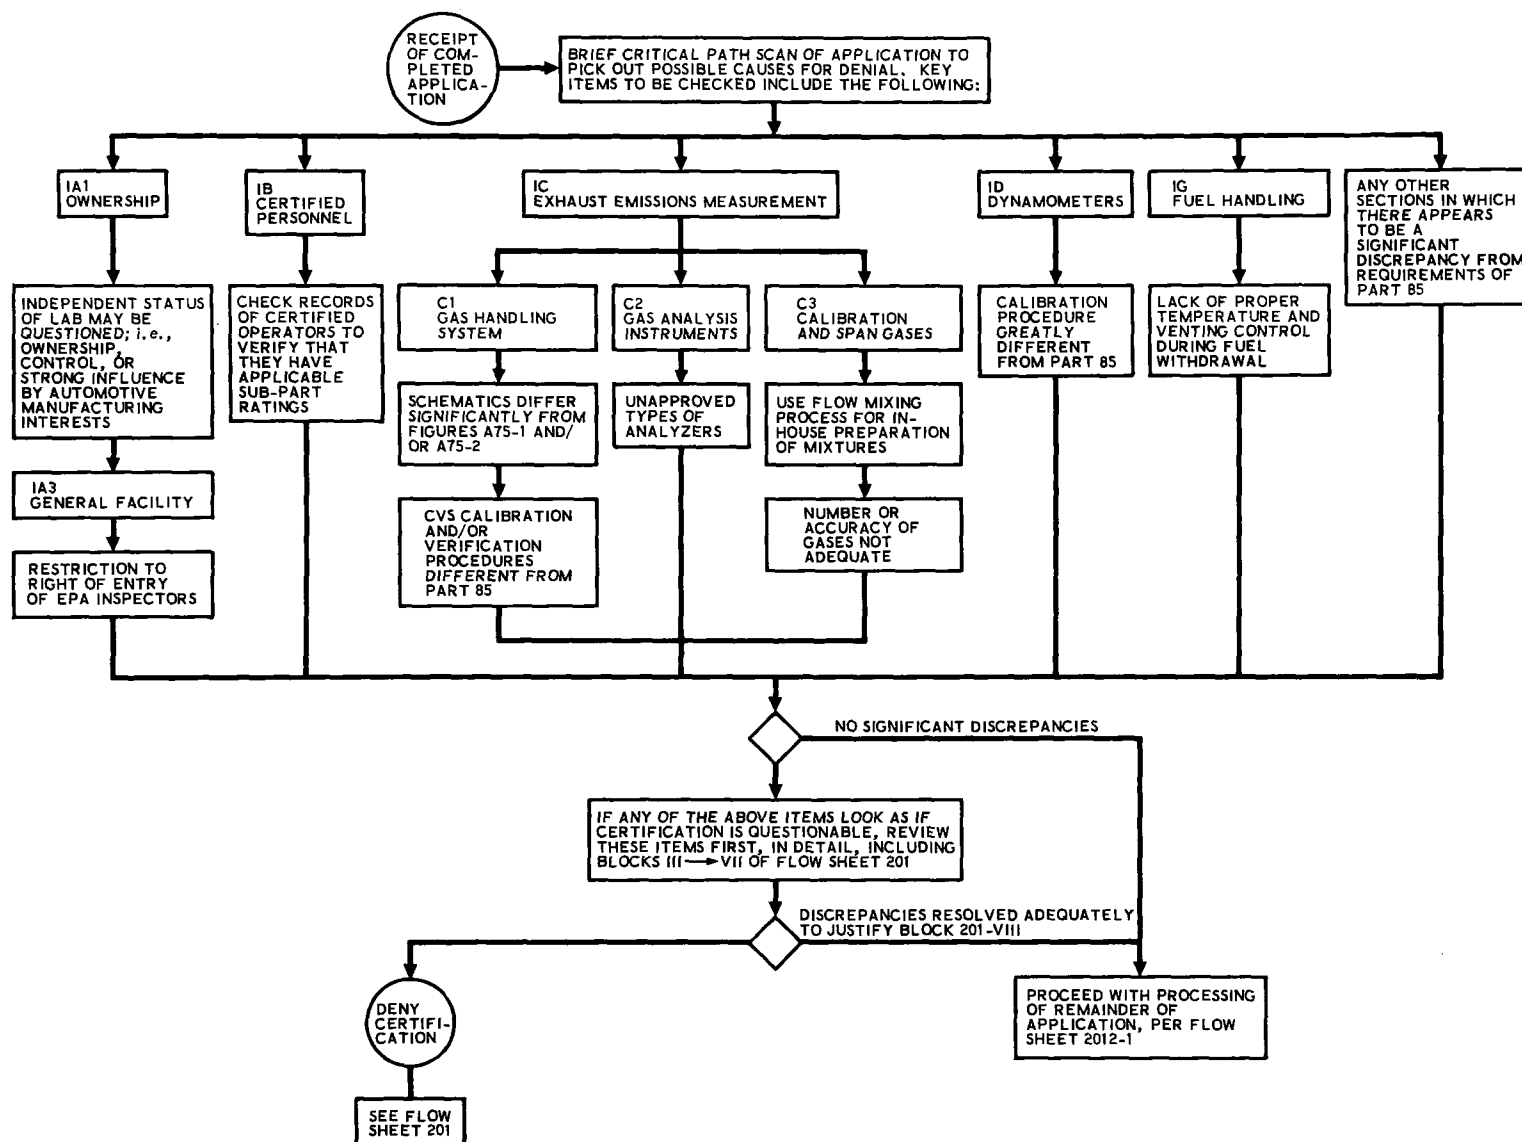 RECEIPT
OF COM-
PLETED
APPLICA-
TION
BRIEF CRITICAL PATH SCAN OF APPLICATION TO
PICK OUT POSSIBLE CAUSES FOR DENIAL. KEY
ITEMS TO BE CHECKED INCLUDE THE FOLLOWING:
IA1
OWNERSHIP
IB
CERTIFIED
PERSONNEL
IC
EXHAUST EMISSIONS MEASUREMENT
ID
DYNAMOMETERS
IG
FUEL HANDLING
ANY OTHER
SECTIONS IN WHICH
THERE APPEARS
TO BE A
SIGNIFICANT
DISCREPANCY FROM
REQUIREMENTS OF
PART 85
INDEPENDENT STATUS
OF LAB MAY BE
QUESTIONED; i.e.,
OWNERSHIP,
CONTROL, OR
STRONG INFLUENCE
BY AUTOMOTIVE
MANUFACTURING
INTERESTS
CHECK RECORDS
OF CERTIFIED
OPERATORS TO
VERIFY THAT
THEY HAVE
APPLICABLE
SUB-PART
RATINGS
C1
GAS HANDLING
SYSTEM
C2
GAS ANALYSIS
INSTRUMENTS
C3
CALIBRATION
AND SPAN GASES
CALIBRATION
PROCEDURE
GREATLY
DIFFERENT
FROM PART 85
LACK OF PROPER
TEMPERATURE AND
VENTING CONTROL
DURING FUEL
WITHDRAWAL
SCHEMATICS DIFFER
SIGNIFICANTLY FROM
FIGURES A75-1 AND/
OR A75-2
UNAPPROVED
TYPES OF
ANALYZERS
USE FLOW MIXING
PROCESS FOR IN-
HOUSE PREPARATION
OF MIXTURES
IA3
GENERAL FACILITY
CVS CALIBRATION
AND/OR
VERIFICATION
PROCEDURES
DIFFERENT FROM
PART 85
NUMBER OR
ACCURACY OF
GASES NOT
ADEQUATE
RESTRICTION TO
RIGHT OF ENTRY
OF EPA INSPECTORS
NO SIGNIFICANT DISCREPANCIES
IF ANY OF THE ABOVE ITEMS LOOK AS IF
CERTIFICATION IS QUESTIONABLE, REVIEW
THESE ITEMS FIRST, IN DETAIL, INCLUDING
BLOCKS III→VII OF FLOW SHEET 201
DISCREPANCIES RESOLVED ADEQUATELY
TO JUSTIFY BLOCK 201-VIII
DENY
CERTIFI-
CATION
PROCEED WITH PROCESSING
OF REMAINDER OF
APPLICATION, PER FLOW
SHEET 2012-1
SEE FLOW
SHEET 201